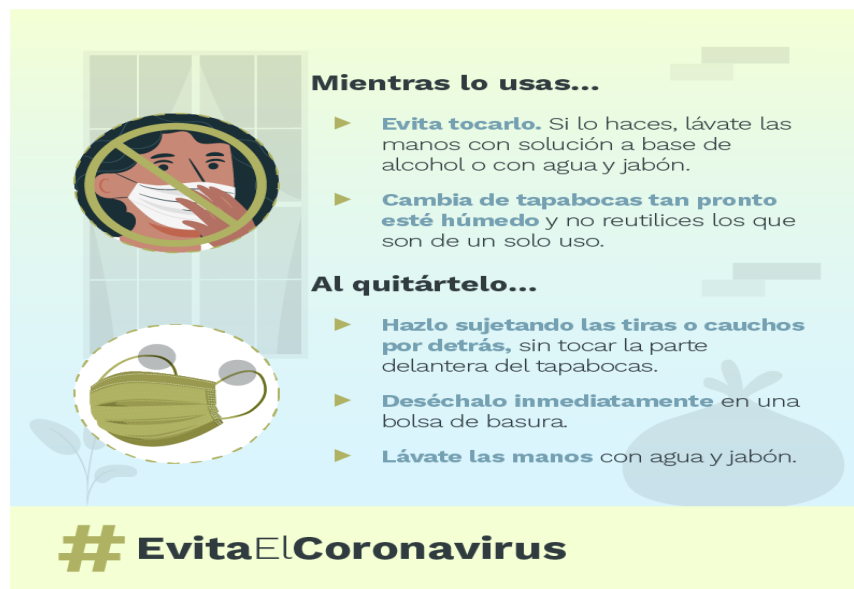 Mientras lo usas...
Evita tocarlo. Si lo haces, lávate las
manos con solución a base de
alcohol o con agua y jabón.
Cambia de tapabocas tan pronto
esté húmedo y no reutilices los que
son de un solo uso.
Al quitártelo...
Hazlo sujetando las tiras o cauchos
por detrás, sin tocar la parte
delantera del tapabocas.
Deséchalo inmediatamente en una
bolsa de basura.
Lávate las manos con agua y jabón.
#EvitaElCoronavirus